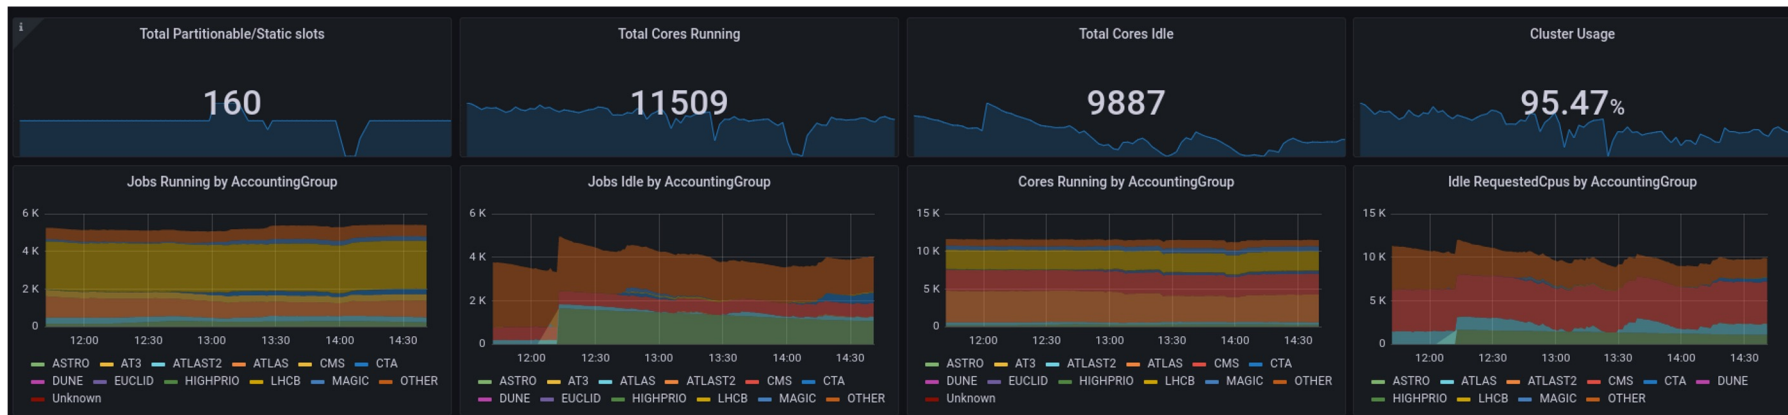 i
Total Partitionable/Static slots
160
Total Cores Running
11509
Total Cores Idle
9887
Cluster Usage
95.47%
Jobs Running by AccountingGroup
6 K
4 K
2 K
0
12:00 12:30 13:00 13:30 14:00 14:30
ASTRO AT3 ATLAST2 ATLAS CMS CTA
DUNE EUCLID HIGHPRIO LHCB MAGIC OTHER
Unknown
Jobs Idle by AccountingGroup
6 K
4 K
2 K
0
12:00 12:30 13:00 13:30 14:00 14:30
ASTRO AT3 ATLAS ATLAST2 CMS CTA
DUNE EUCLID HIGHPRIO LHCB MAGIC OTHER
Cores Running by AccountingGroup
15 K
10 K
5 K
0
12:00 12:30 13:00 13:30 14:00 14:30
ASTRO AT3 ATLAST2 ATLAS CMS CTA
DUNE EUCLID HIGHPRIO LHCB MAGIC OTHER
Unknown
Idle RequestedCpus by AccountingGroup
15 K
10 K
5 K
0
12:00 12:30 13:00 13:30 14:00 14:30
ASTRO ATLAS ATLAST2 CMS CTA DUNE
HIGHPRIO LHCB MAGIC OTHER